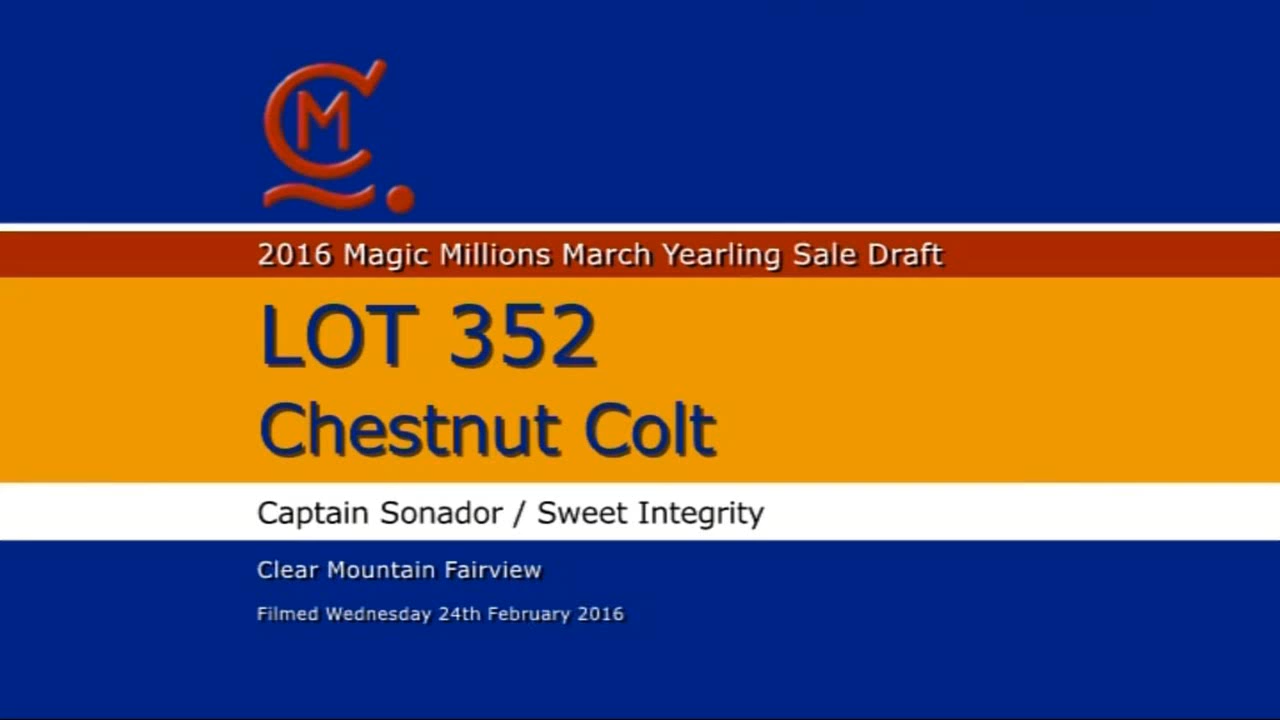 CM
2016 Magic Millions March Yearling Sale Draft
LOT 352
Chestnut Colt
Captain Sonador / Sweet Integrity
Clear Mountain Fairview
Filmed Wednesday 24th February 2016